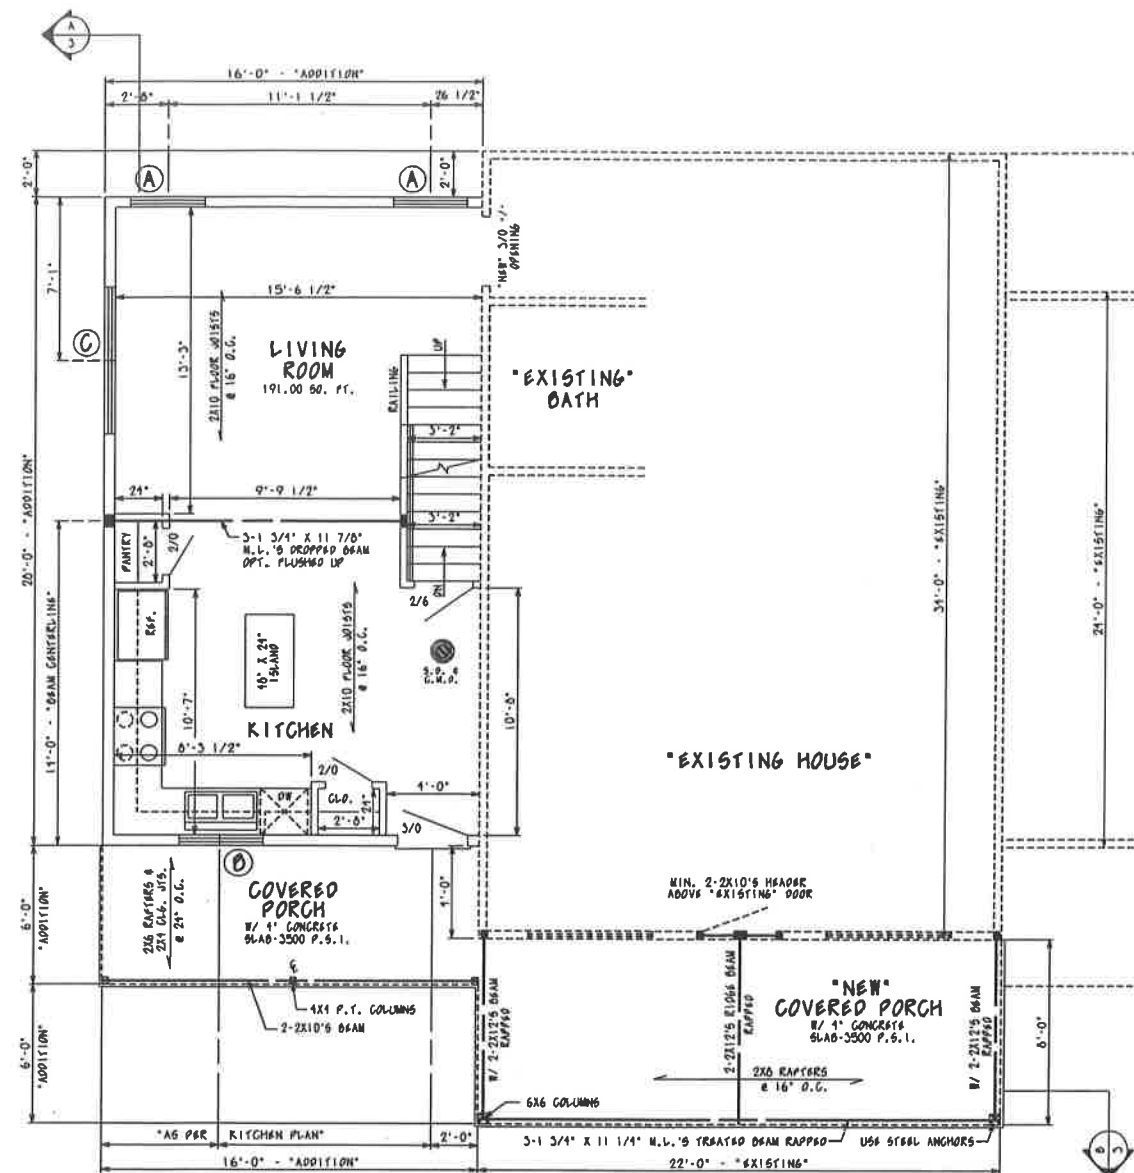 A
3
16'-0" - "ADDITION"
2'-8"
11'-1 1/2"
26 1/2"
2'-0"
A
A
2'-0"
"NEW" 3/0 "/"
OPENING
7'-1"
15'-6 1/2"
C
LIVING
ROOM
191.00 SQ. FT.
13'-3"
2X10 FLOOR JOISTS
@ 16" O.C.
RAILING
UP
"EXISTING"
BATH
3'-2"
28'-0" - "ADDITION"
24"
9'-9 1/2"
3'-2"
34'-0" - "EXISTING"
24'-0" - "EXISTING"
3-1 3/4" X 11 7/8"
M.L.'S DROPPED BEAM
OPT. FLUSHED UP
PANTRY
2'-8"
2/0
DN
2/6
REF.
48" X 24"
ISLAND
2X10 FLOOR JOISTS
@ 16" O.C.
S.D. &
C.M.D.
14'-0" - "BEAM CENTERLINE"
10'-7"
10'-8"
KITCHEN
8'-3 1/2"
"EXISTING HOUSE"
2/0
DW
CLO.
24"
2'-8"
4'-0"
3/0
B
COVERED
PORCH
W/ 4" CONCRETE
SLAB-3500 P.S.I.
2X6 RAFTERS &
2X4 CLG. JTS.
@ 24" O.C.
6'-0"
"ADDITION"
4'-0"
MIN. 2-2X10'S HEADER
ABOVE "EXISTING" DOOR
4X4 P.T. COLUMNS
2-2X10'S BEAM
W/ 2-2X12'S BEAM
RAPPED
2-2X12'S RIDGE BEAM
RAPPED
"NEW"
COVERED PORCH
W/ 4" CONCRETE
SLAB-3500 P.S.I.
W/ 2-2X12'S BEAM
RAPPED
8'-0"
2X8 RAFTERS
@ 16" O.C.
6'-0"
"ADDITION"
6X6 COLUMNS
"AS PER KITCHEN PLAN"
2'-0"
3-1 3/4" X 11 1/4" M.L.'S TREATED BEAM RAPPED
USE STEEL ANCHORS
16'-0" - "ADDITION"
22'-0" - "EXISTING"
B
3